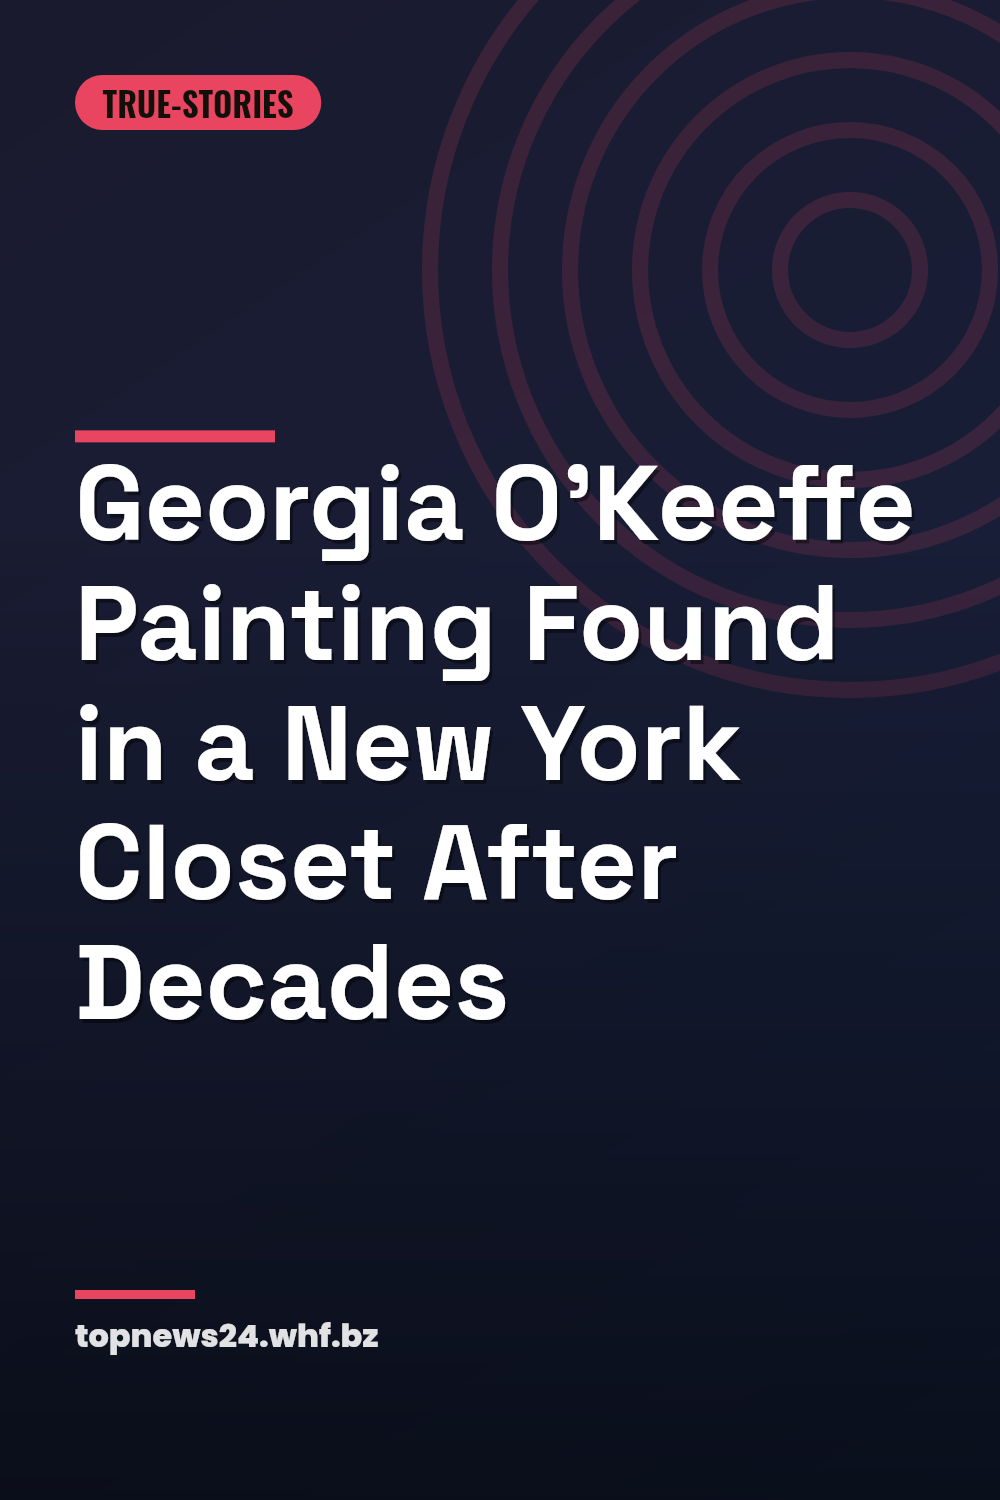 TRUE-STORIES
Georgia O’Keeffe
Painting Found
in a New York
Closet After
Decades
topnews24.whf.bz